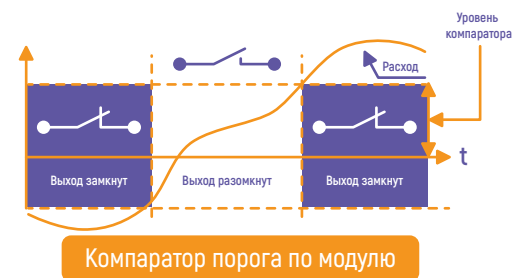 Уровень
компаратора
Расход
t
Выход замкнут
Выход разомкнут
Выход замкнут
Компаратор порога по модулю